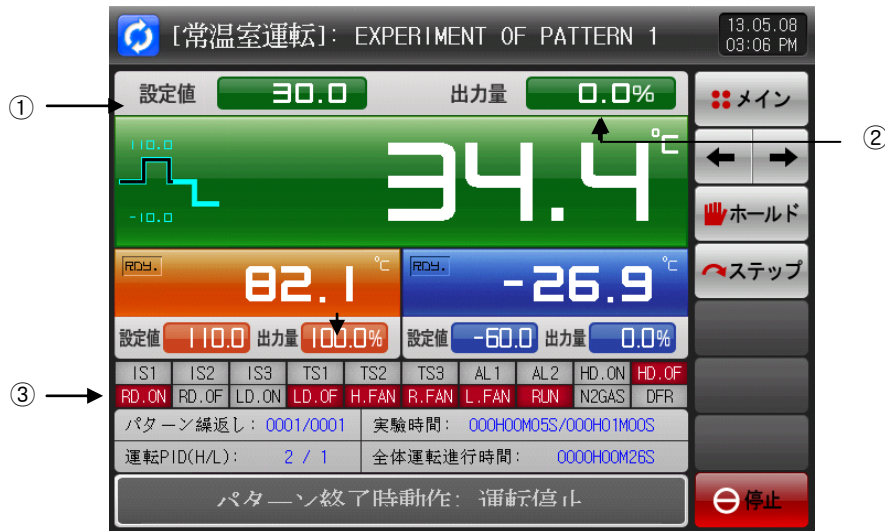 [常温室運転]: EXPERIMENT OF PATTERN 1
13.05.08
03:06 PM
①
設定値 30.0 出力量 0.0%
②
110.0
-10.0
34.4 ℃
RDY. 82.1 ℃
RDY. -26.9 ℃
設定値 110.0 出力量 100.0%
設定値 -60.0 出力量 0.0%
③
IS1 IS2 IS3 TS1 TS2 TS3 AL1 AL2 HD.ON HD.OF
RD.ON RD.OF LD.ON LD.OF H.FAN R.FAN L.FAN RUN N2GAS DFR
パターン繰返し: 0001/0001 実験時間: 000H00M05S/000H01M00S
運転PID(H/L): 2 / 1 全体運転進行時間: 0000H00M26S
パターン終了時動作: 運転停止
メイン
ホールド
ステップ
停止